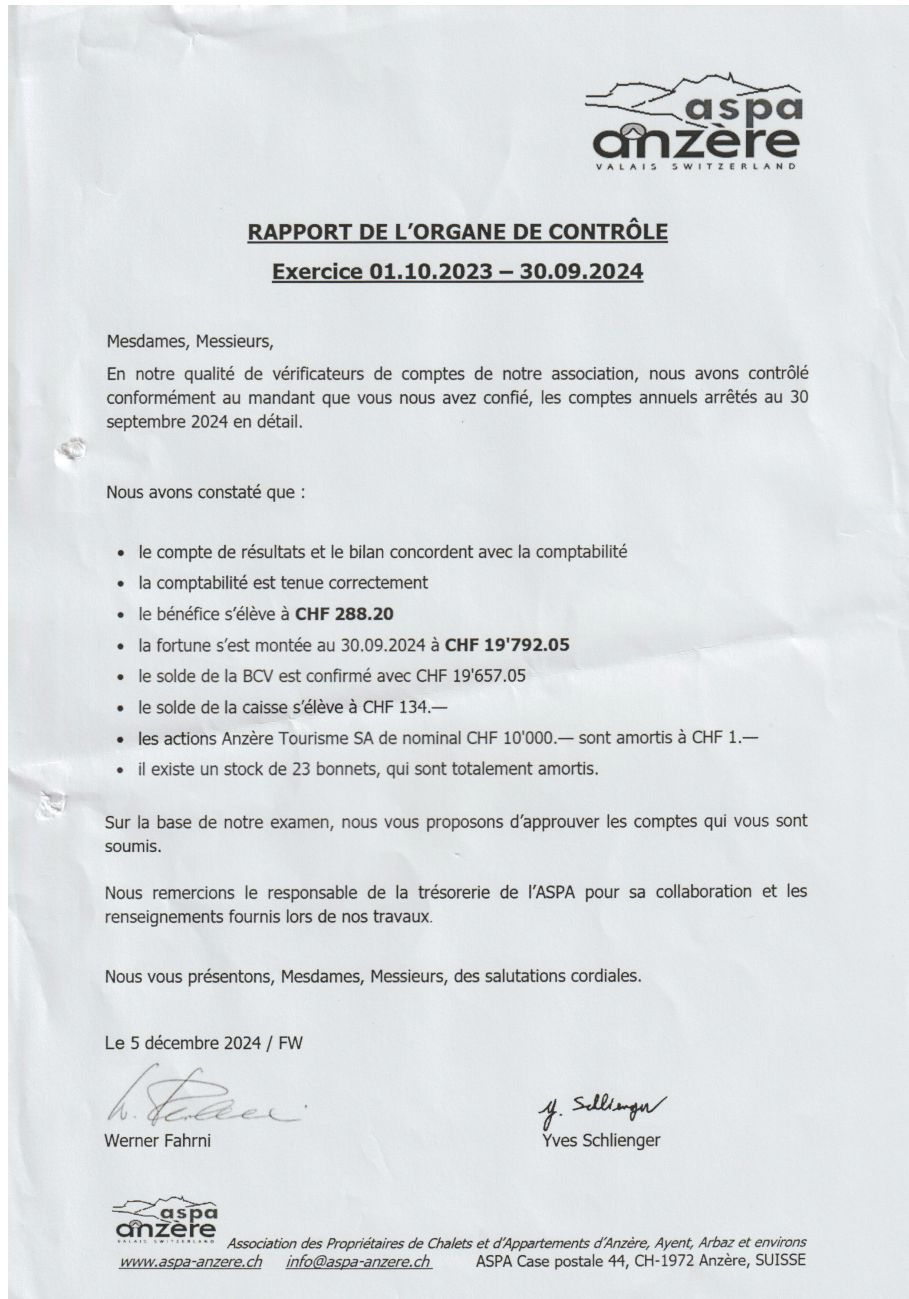 aspa
anzère
VALAIS SWITZERLAND
RAPPORT DE L’ORGANE DE CONTRÔLE
Exercice 01.10.2023 – 30.09.2024
Mesdames, Messieurs,
En notre qualité de vérificateurs de comptes de notre association, nous avons contrôlé
conformément au mandant que vous nous avez confié, les comptes annuels arrêtés au 30
septembre 2024 en détail.
Nous avons constaté que :
• le compte de résultats et le bilan concordent avec la comptabilité
• la comptabilité est tenue correctement
• le bénéfice s’élève à CHF 288.20
• la fortune s’est montée au 30.09.2024 à CHF 19'792.05
• le solde de la BCV est confirmé avec CHF 19'657.05
• le solde de la caisse s’élève à CHF 134.—
• les actions Anzère Tourisme SA de nominal CHF 10'000.— sont amortis à CHF 1.—
• il existe un stock de 23 bonnets, qui sont totalement amortis.
Sur la base de notre examen, nous vous proposons d’approuver les comptes qui vous sont
soumis.
Nous remercions le responsable de la trésorerie de l’ASPA pour sa collaboration et les
renseignements fournis lors de nos travaux.
Nous vous présentons, Mesdames, Messieurs, des salutations cordiales.
Le 5 décembre 2024 / FW
W. Fahrni
Y. Schlienger
Werner Fahrni
Yves Schlienger
aspa
anzère
VALAIS SWITZERLAND
Association des Propriétaires de Chalets et d’Appartements d’Anzère, Ayent, Arbaz et environs
www.aspa-anzere.ch info@aspa-anzere.ch ASPA Case postale 44, CH-1972 Anzère, SUISSE